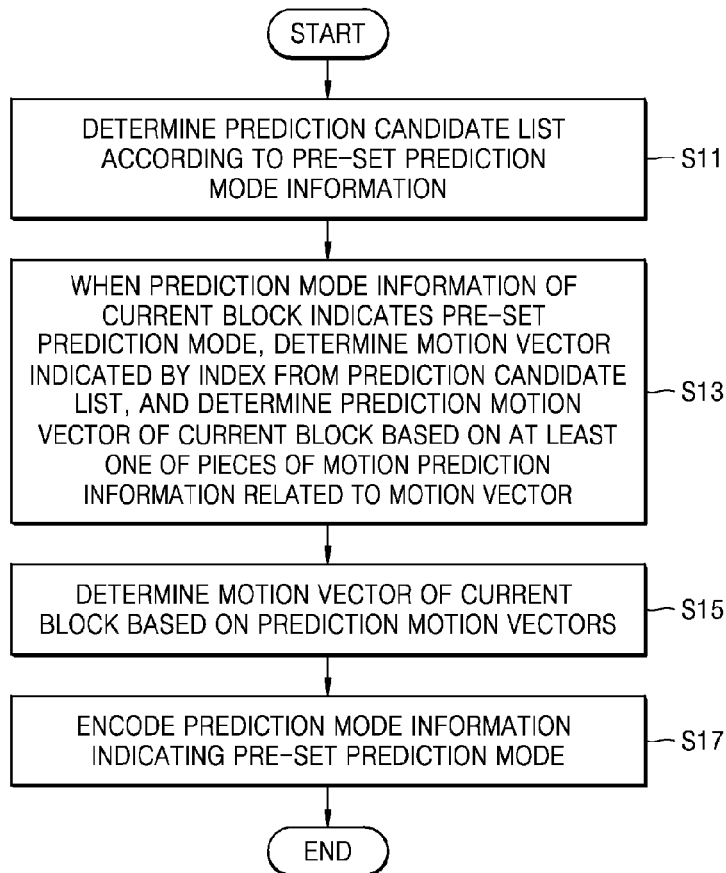 START
DETERMINE PREDICTION CANDIDATE LIST
ACCORDING TO PRE-SET PREDICTION
MODE INFORMATION
S11
WHEN PREDICTION MODE INFORMATION OF
CURRENT BLOCK INDICATES PRE-SET
PREDICTION MODE, DETERMINE MOTION VECTOR
INDICATED BY INDEX FROM PREDICTION CANDIDATE
LIST, AND DETERMINE PREDICTION MOTION
VECTOR OF CURRENT BLOCK BASED ON AT LEAST
ONE OF PIECES OF MOTION PREDICTION
INFORMATION RELATED TO MOTION VECTOR
S13
DETERMINE MOTION VECTOR OF CURRENT
BLOCK BASED ON PREDICTION MOTION VECTORS
S15
ENCODE PREDICTION MODE INFORMATION
INDICATING PRE-SET PREDICTION MODE
S17
END